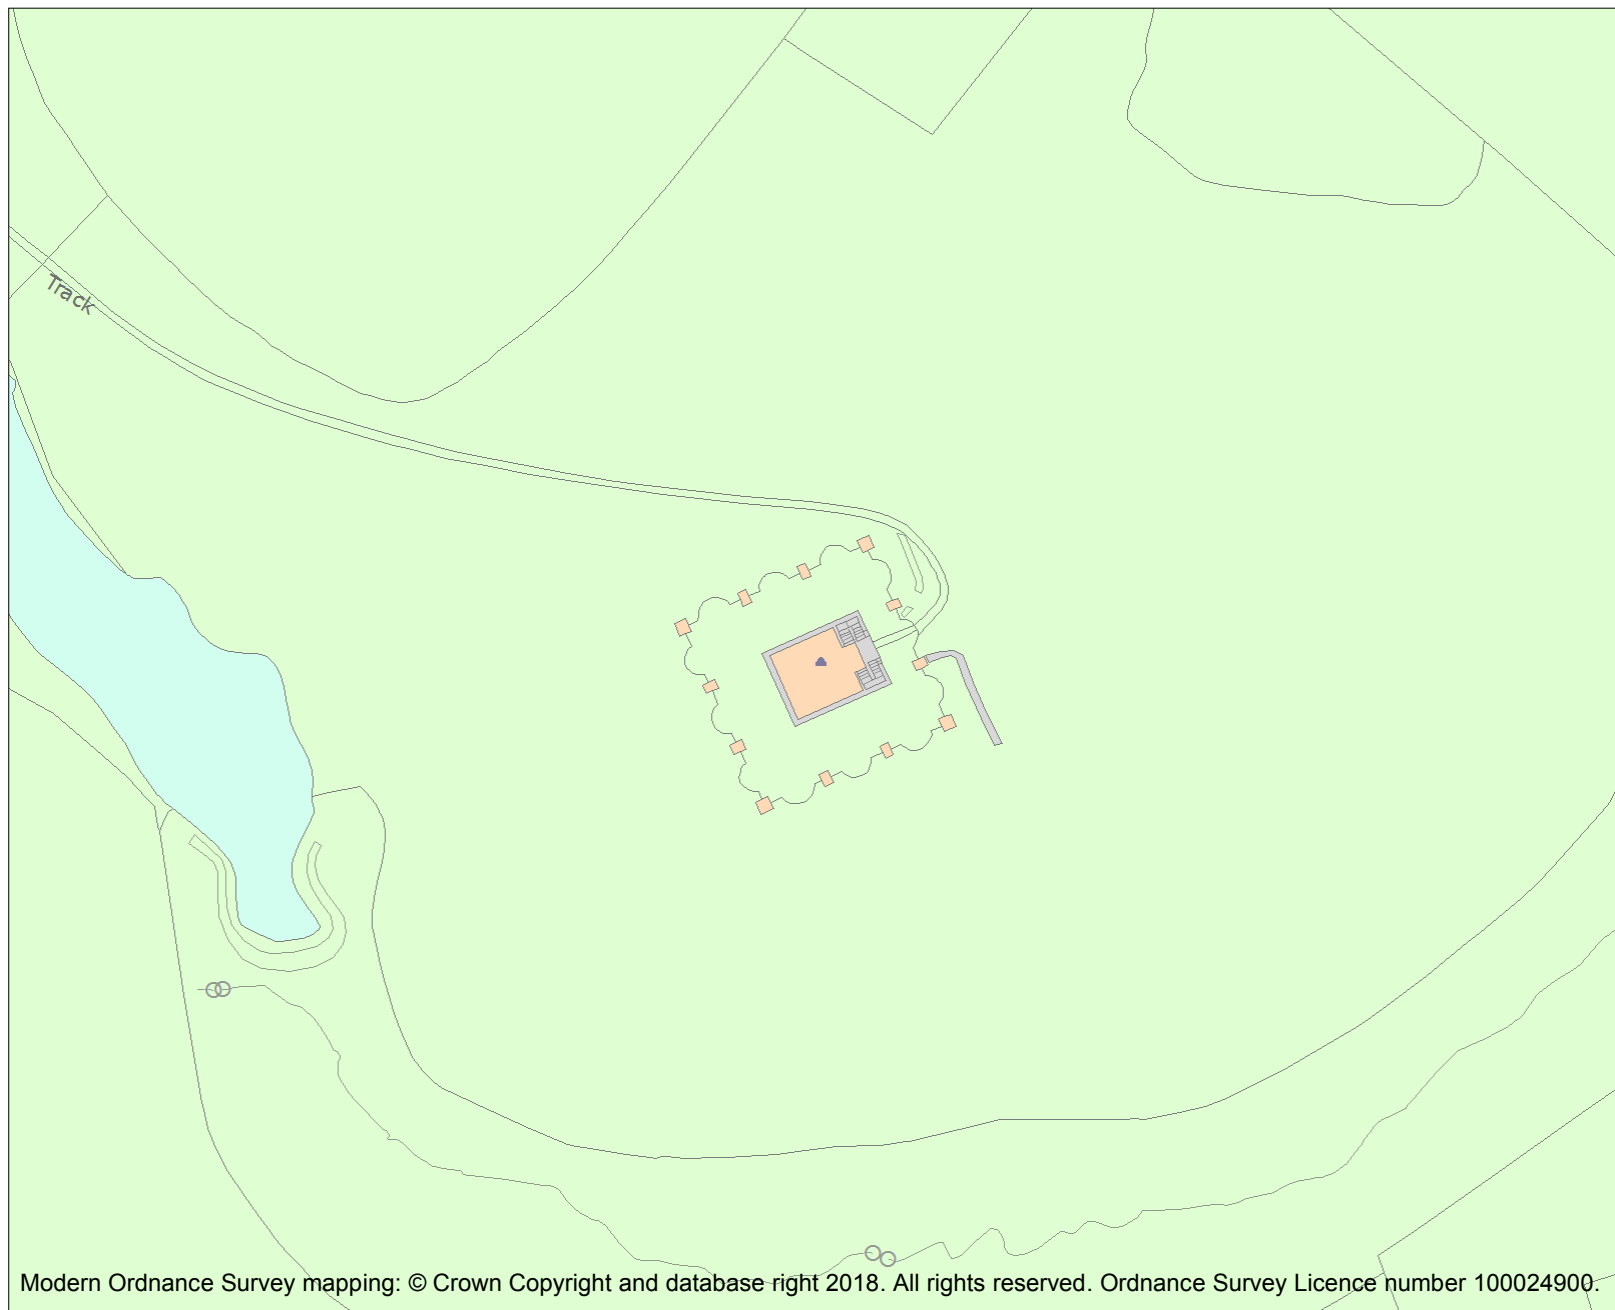 Track
Modern Ordnance Survey mapping: © Crown Copyright and database right 2018. All rights reserved. Ordnance Survey Licence number 100024900.